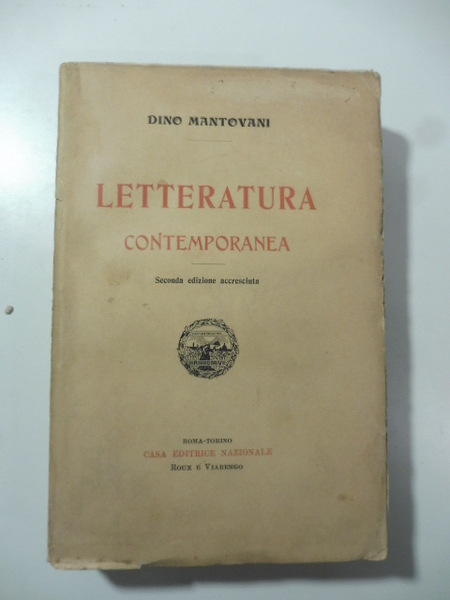 DINO MANTOVANI
LETTERATURA
CONTEMPORANEA
Seconda edizione accresciuta
ROMA-TORINO
CASA EDITRICE NAZIONALE
ROUX E VIARENGO